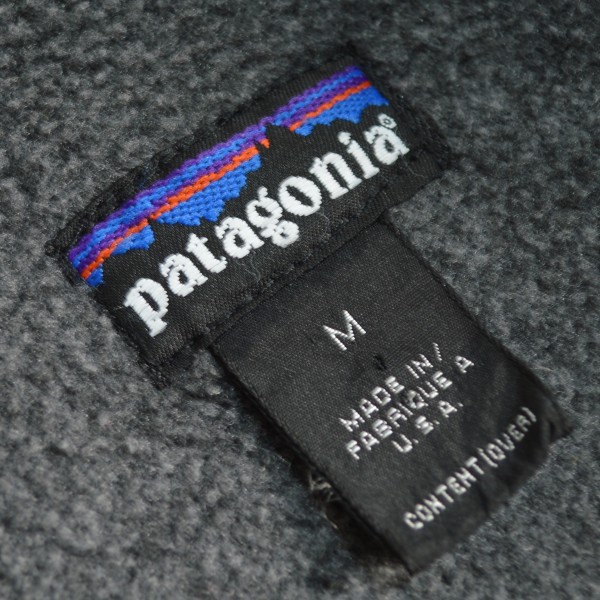 patagonia®
M
MADE IN/
FABRIQUE A
U.S.A.
CONTENT (OVER)